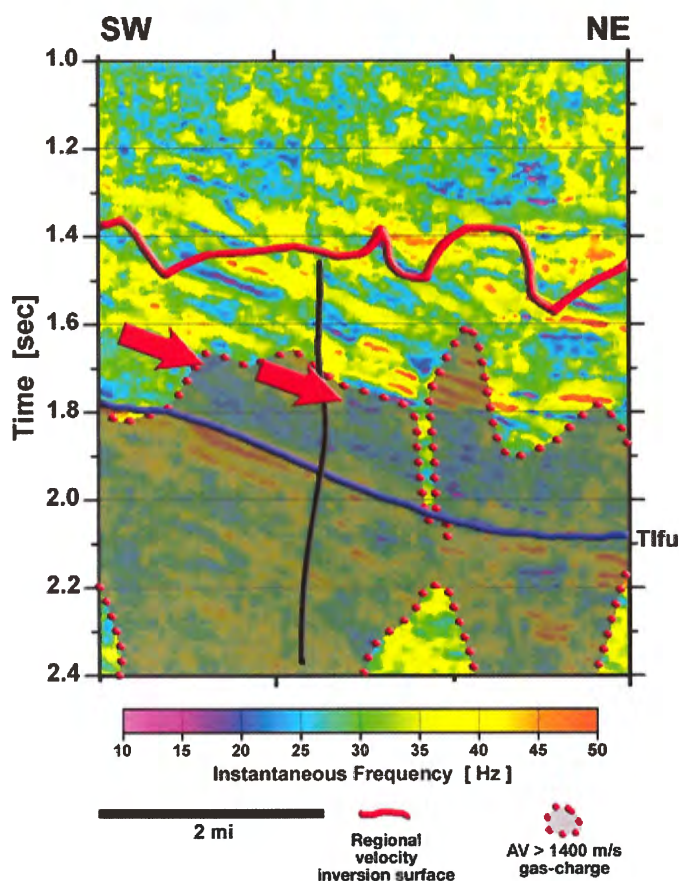 SW NE
1.0
1.2
1.4
1.6
1.8
2.0
2.2
2.4
Time [sec]
Tlfu
10 15 20 25 30 35 40 45 50
Instantaneous Frequency [ Hz ]
2 mi
Regional
velocity
inversion surface
AV > 1400 m/s
gas-charge